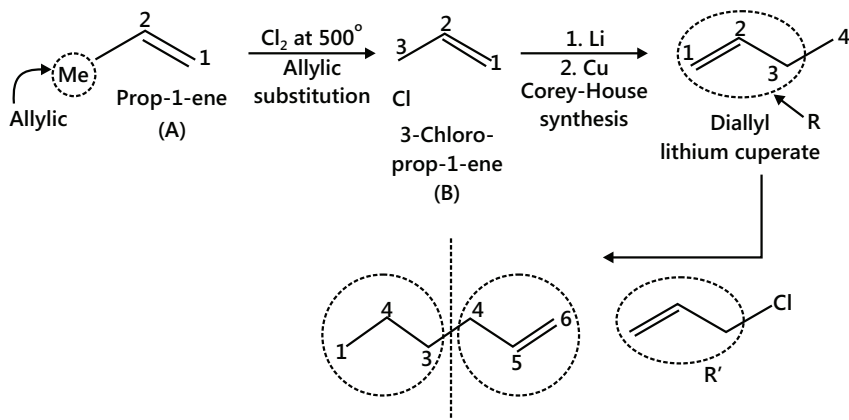 2
1
Me
Prop-1-ene
(A)
Allylic
Cl₂ at 500°
Allylic
substitution
2
3
1
Cl
3-Chloro-
prop-1-ene
(B)
1. Li
2. Cu
Corey-House
synthesis
1
2
3
4
R
Diallyl
lithium cuperate
1
4
3
4
5
6
Cl
R'